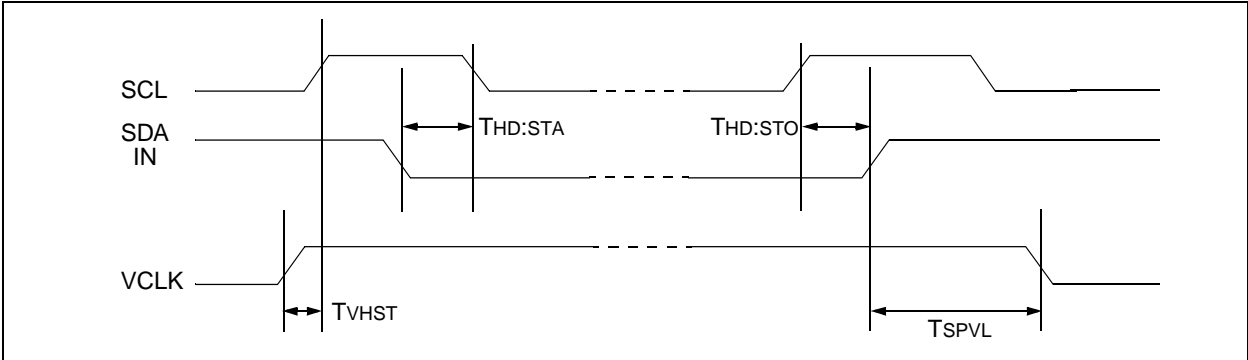 SCL
THD:STA
THD:STO
SDA
IN
VCLK
TVHST
TSPVL